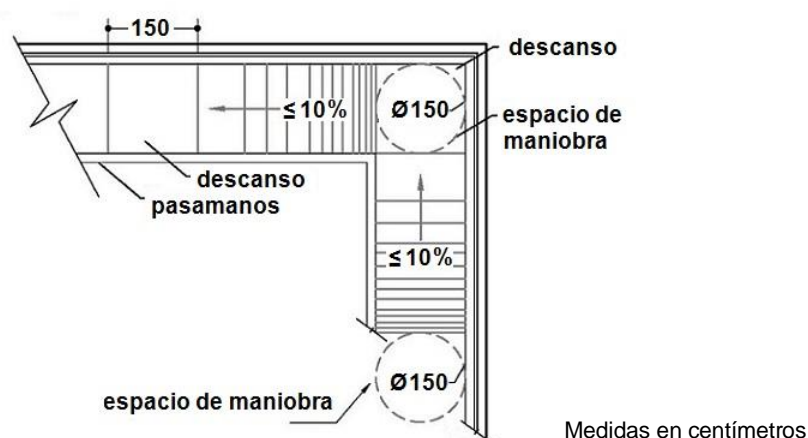 150
descanso
≤10%
Ø150
espacio de
maniobra
descanso
pasamanos
≤10%
Ø150
espacio de maniobra
Medidas en centímetros